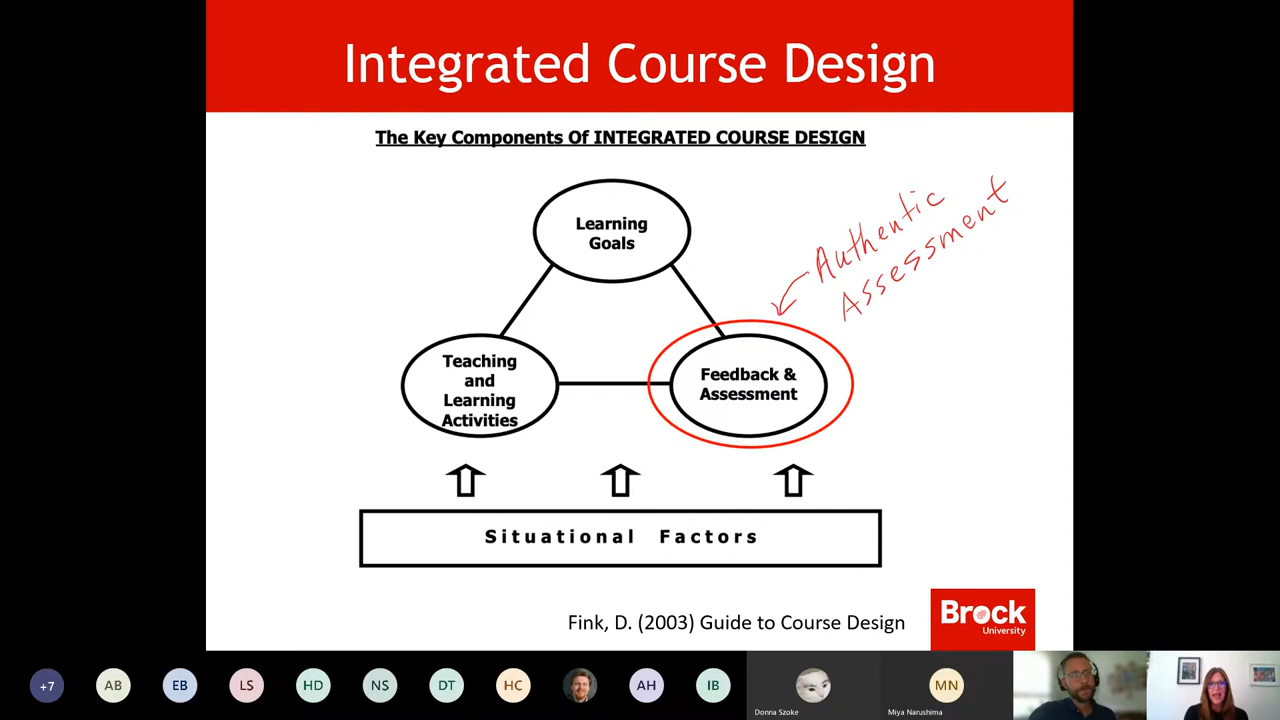 Integrated Course Design
The Key Components Of INTEGRATED COURSE DESIGN
Learning
Goals
Authentic
Assessment
Teaching
and
Learning
Activities
Feedback &
Assessment
Situational Factors
Fink, D. (2003) Guide to Course Design
Brock
University
+7
AB
EB
LS
HD
NS
DT
HC
AH
IB
Donna Szoke
MN
Miya Narushima